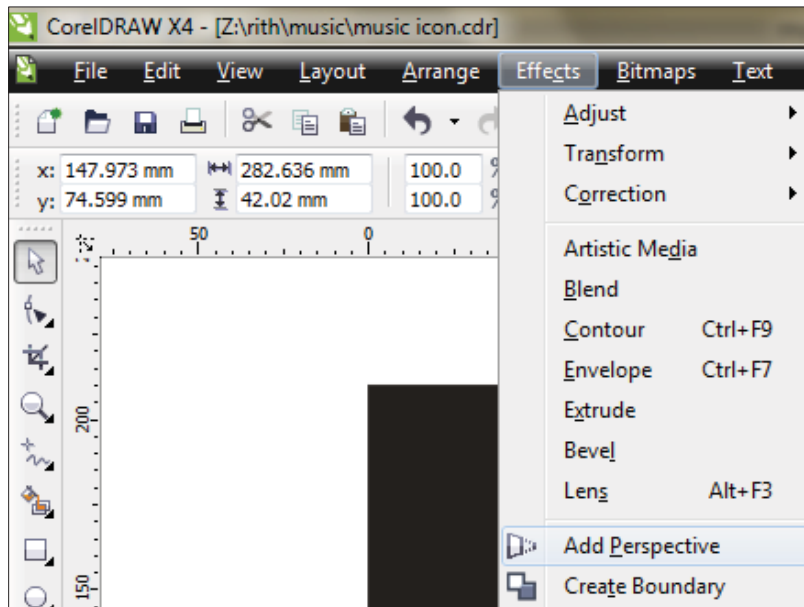 CorelDRAW X4 - [Z:\rith\music\music icon.cdr]
File Edit View Layout Arrange Effects Bitmaps Text
x: 147.973 mm 282.636 mm 100.0 %
y: 74.599 mm 42.02 mm 100.0 %
50 0
200
150
Adjust
Transform
Correction
Artistic Media
Blend
Contour Ctrl+F9
Envelope Ctrl+F7
Extrude
Bevel
Lens Alt+F3
Add Perspective
Create Boundary